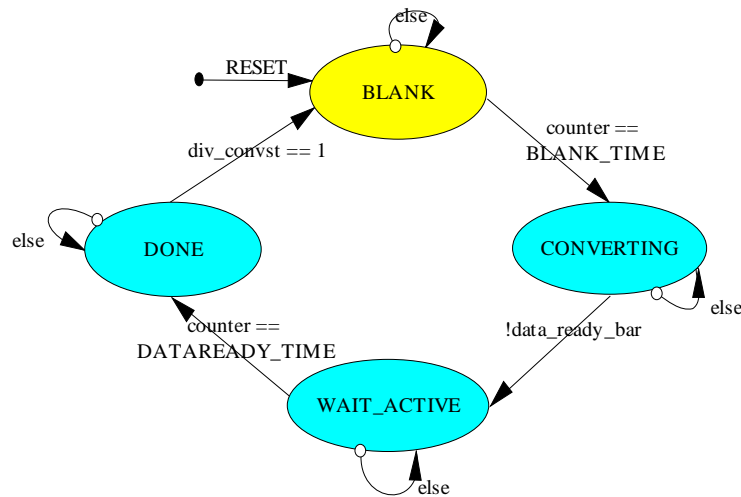 else
RESET
BLANK
counter ==
BLANK_TIME
div_convst == 1
else
DONE
CONVERTING
else
counter ==
DATAREADY_TIME
!data_ready_bar
WAIT_ACTIVE
else